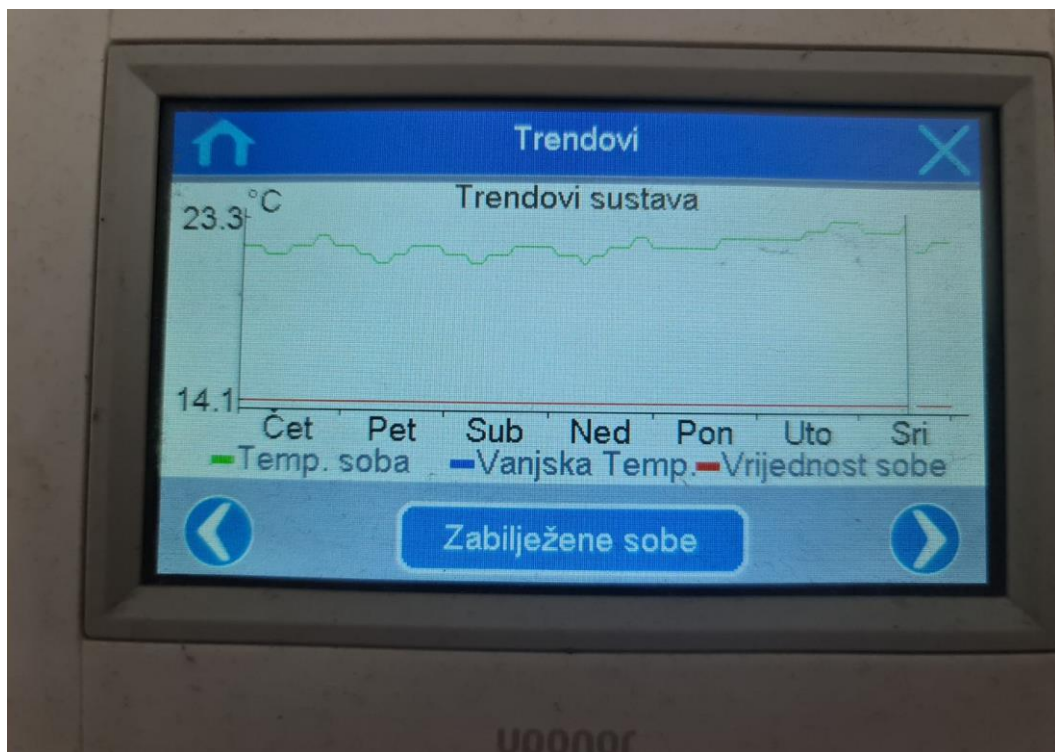 Trendovi
Trendovi sustava
°C
23.3
14.1
Čet Pet Sub Ned Pon Uto Sri
Temp. soba Vanjska Temp. Vrijednost sobe
Zabilježene sobe
uponor